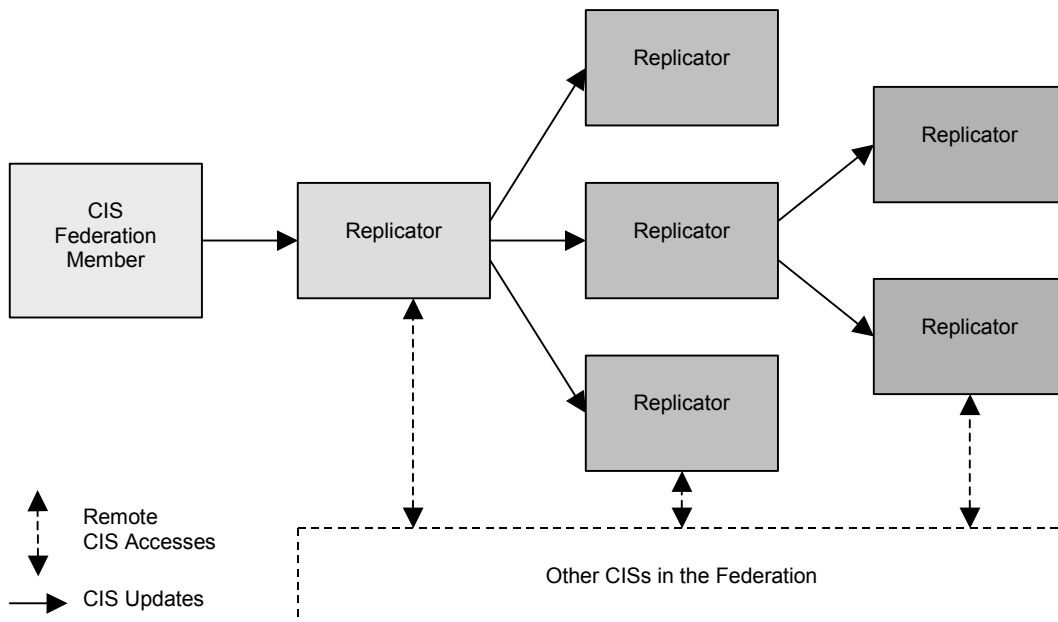 Replicator
Replicator
CIS
Federation
Member
Replicator
Replicator
Replicator
Replicator
Remote
CIS Accesses
Other CISs in the Federation
CIS Updates